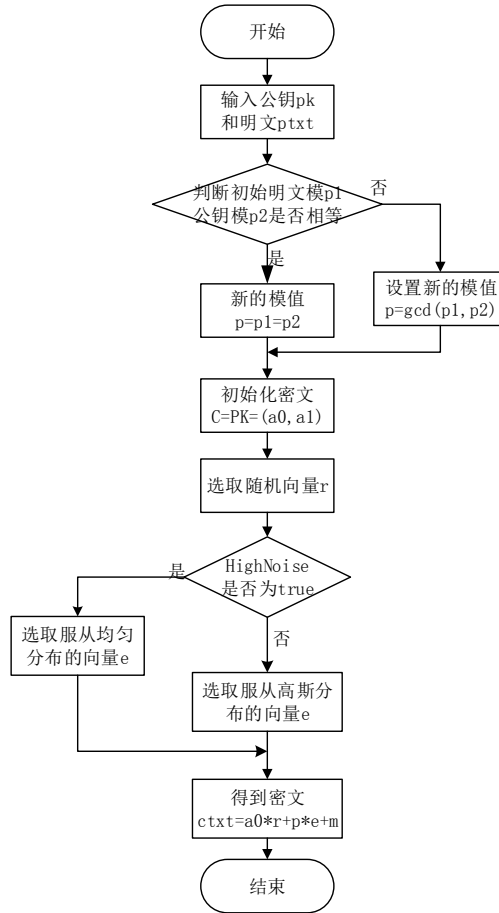 开始
输入公钥pk
和明文ptxt
判断初始明文模p1
公钥模p2是否相等
否
是
设置新的模值
p=gcd(p1,p2)
新的模值
p=p1=p2
初始化密文
C=PK=(a0,a1)
选取随机向量r
HighNoise
是否为true
是
选取服从均匀
分布的向量e
否
选取服从高斯分
布的向量e
得到密文
ctxt=a0*r+p*e+m
结束